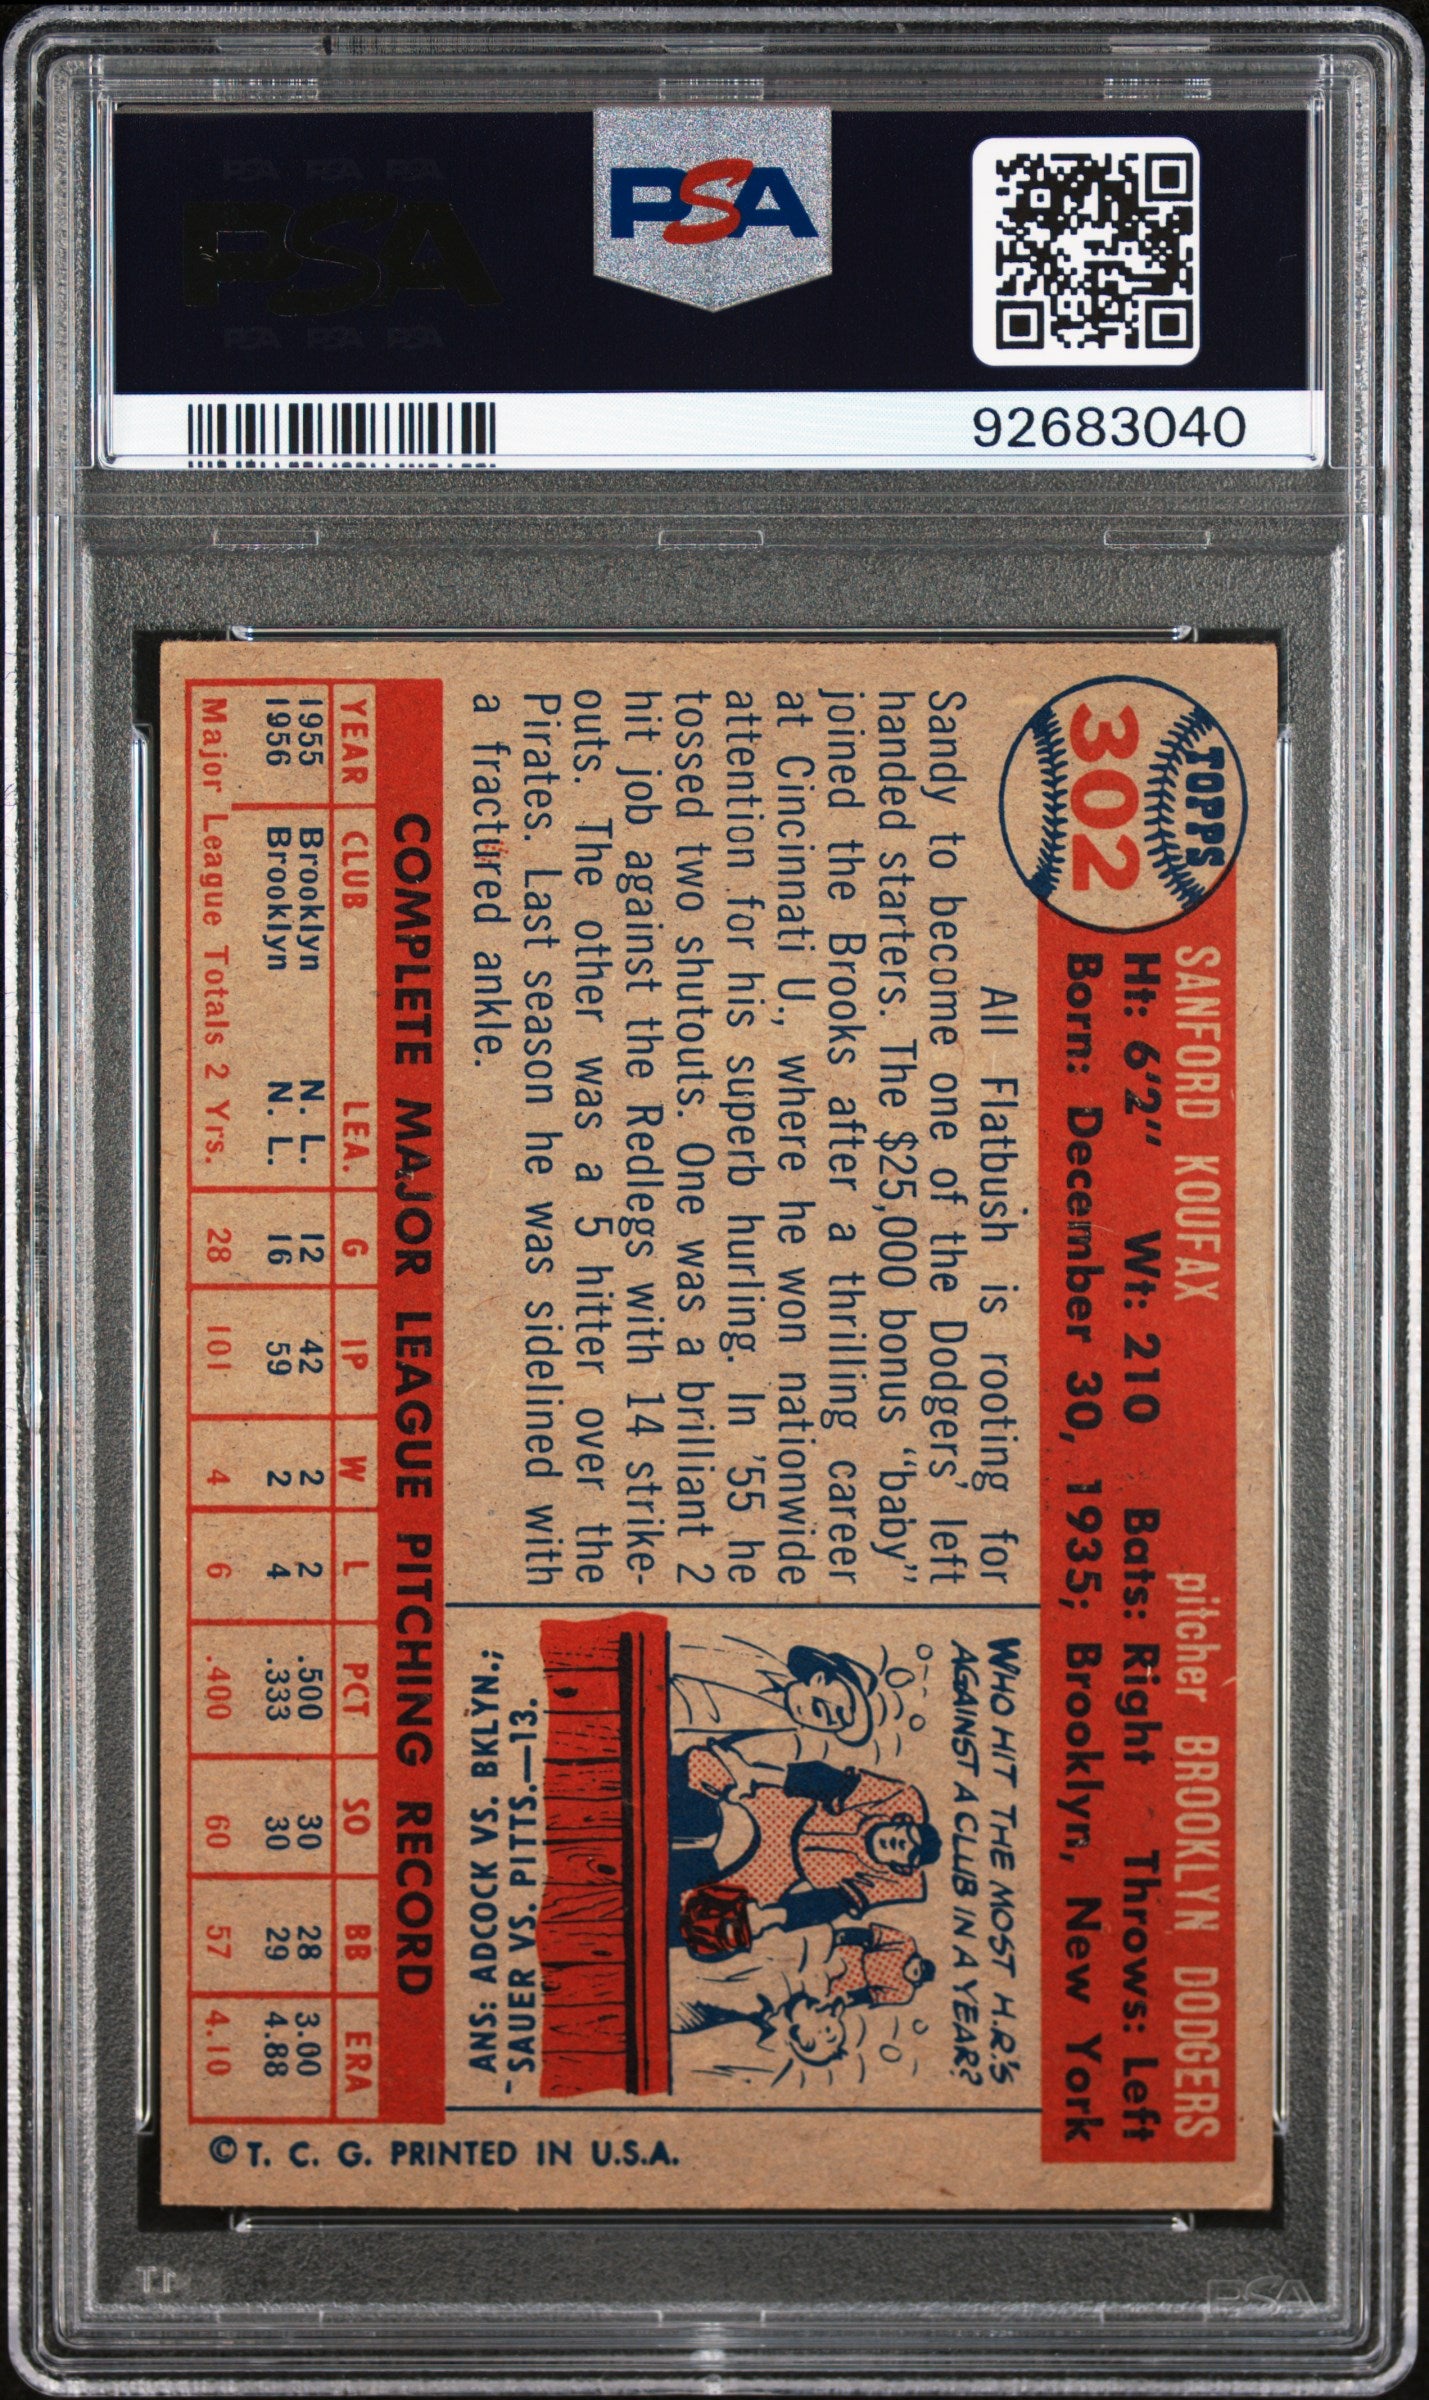 PSA PSA PSA
PSA
PSA PSA PSA
PSA
92683040
TOPPS
302
SANFORD KOUFAX pitcher BROOKLYN DODGERS
Ht: 6'2" Wt: 210 Bats: Right Throws: Left
Born: December 30, 1935; Brooklyn, New York
All Flatbush is rooting for
Sandy to become one of the Dodgers' left
handed starters. The $25,000 bonus "baby"
joined the Brooks after a thrilling career
at Cincinnati U., where he won nationwide
attention for his superb hurling. In '55 he
tossed two shutouts. One was a brilliant 2
hit job against the Redlegs with 14 strike-
outs. The other was a 5 hitter over the
Pirates. Last season he was sidelined with
a fractured ankle.
WHO HIT THE MOST H.R.'S
AGAINST A CLUB IN A YEAR?
ANS: ADCOCK VS. BKLYN.;
- SAUER VS. PITTS.—13.
COMPLETE MAJOR LEAGUE PITCHING RECORD
YEAR CLUB LEA. G IP W L PCT SO BB ERA
1955 Brooklyn N. L. 12 42 2 2 .500 30 28 3.00
1956 Brooklyn N. L. 16 59 2 4 .333 30 29 4.88
Major League Totals 2 Yrs. 28 101 4 6 .400 60 57 4.10
© T. C. G. PRINTED IN U.S.A.
PSA